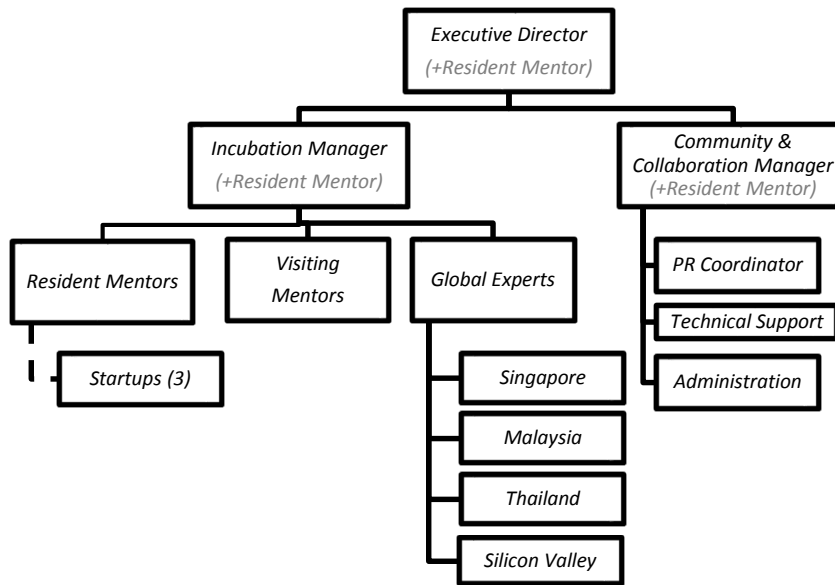 Executive Director
(+Resident Mentor)
Incubation Manager
(+Resident Mentor)
Community &
Collaboration Manager
(+Resident Mentor)
Resident Mentors
Visiting
Mentors
Global Experts
PR Coordinator
Technical Support
Administration
Startups (3)
Singapore
Malaysia
Thailand
Silicon Valley